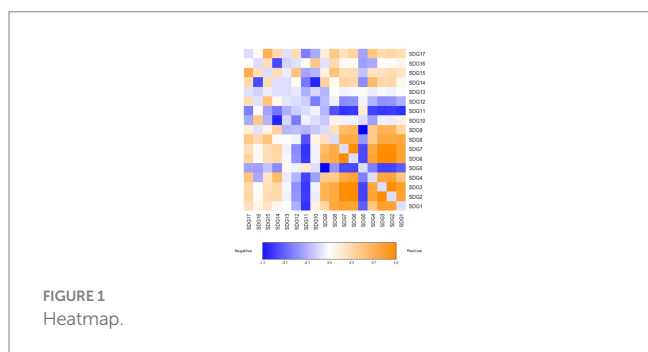 SDG17
SDG16
SDG15
SDG14
SDG13
SDG12
SDG11
SDG10
SDG9
SDG8
SDG7
SDG6
SDG5
SDG4
SDG3
SDG2
SDG1
SDG17 SDG16 SDG15 SDG14 SDG13 SDG12 SDG11 SDG10 SDG9 SDG8 SDG7 SDG6 SDG5 SDG4 SDG3 SDG2 SDG1
Negative Positive
FIGURE 1
Heatmap.